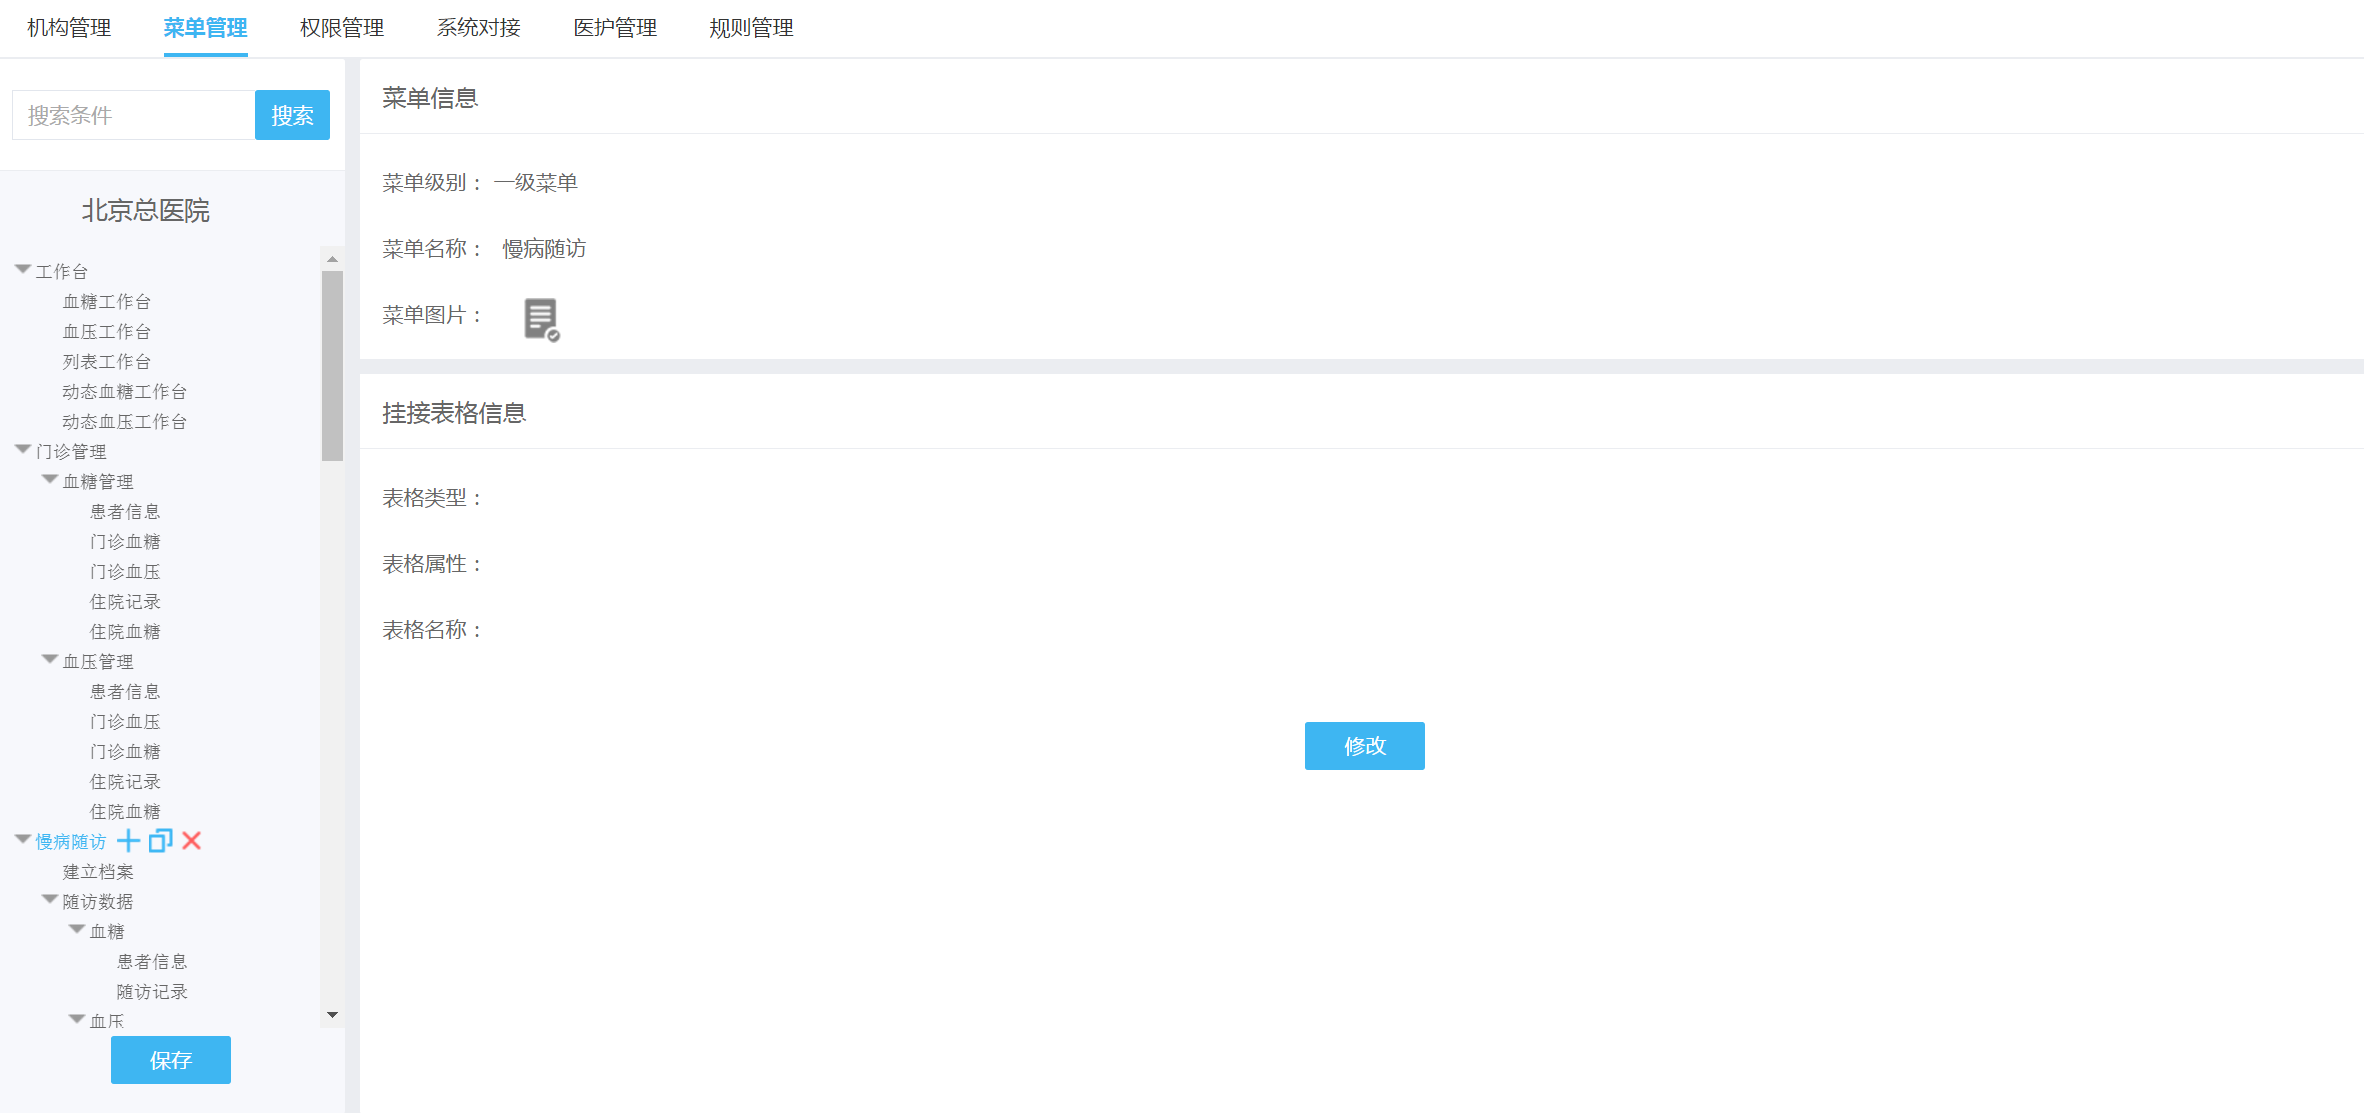 机构管理 菜单管理 权限管理 系统对接 医护管理 规则管理
搜索条件 搜索
北京总医院
工作台
血糖工作台
血压工作台
列表工作台
动态血糖工作台
动态血压工作台
门诊管理
血糖管理
患者信息
门诊血糖
门诊血压
住院记录
住院血糖
血压管理
患者信息
门诊血压
门诊血糖
住院记录
住院血糖
慢病随访
建立档案
随访数据
血糖
患者信息
随访记录
血压
保存
菜单信息
菜单级别： 一级菜单
菜单名称： 慢病随访
菜单图片：
挂接表格信息
表格类型：
表格属性：
表格名称：
修改